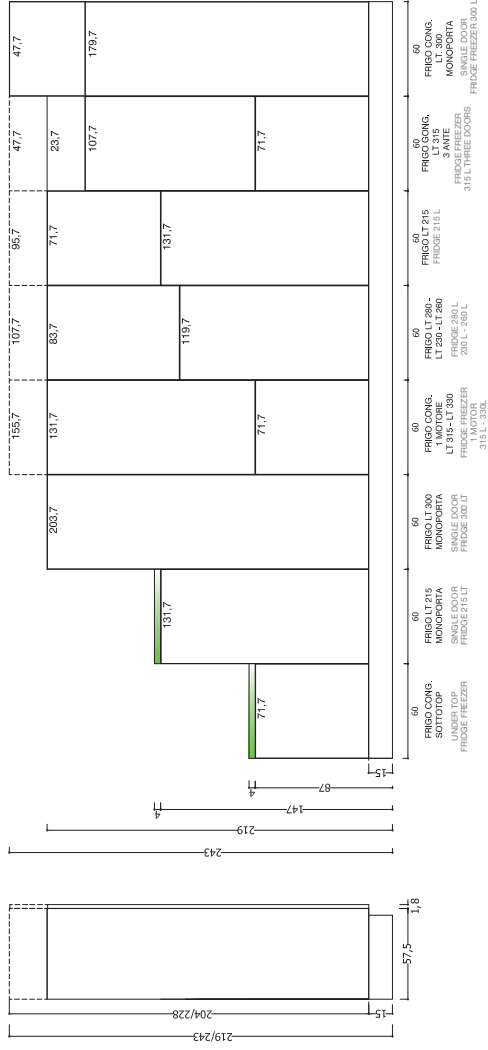 219/243
204/228
15
57,5
1,8
243
219
147
4
87
4
15
71,7
60
FRIGO CONG.
SOTTOTOP
UNDER TOP
FRIDGE FREEZER
131,7
60
FRIGO LT 215
MONOPORTA
SINGLE DOOR
FRIDGE 215 LT
203,7
60
FRIGO LT 300
MONOPORTA
SINGLE DOOR
FRIDGE 300 LT
155,7
131,7
71,7
60
FRIGO CONG.
1 MOTORE
LT 315 - LT 330
FRIDGE FREEZER
1 MOTOR
315 L - 330L
107,7
83,7
119,7
60
FRIGO LT 280 -
LT 230 - LT 260
FRIDGE 280 L
230 L - 260 L
95,7
71,7
131,7
60
FRIGO LT 215
FRIDGE 215 L
47,7
23,7
107,7
71,7
60
FRIGO GONG.
LT 315
3 ANTE
FRIDGE FREEZER
315 L THREE DOORS
47,7
179,7
60
FRIGO CONG.
LT. 300
MONOPORTA
SINGLE DOOR
FRIDGE FREEZER 300 L